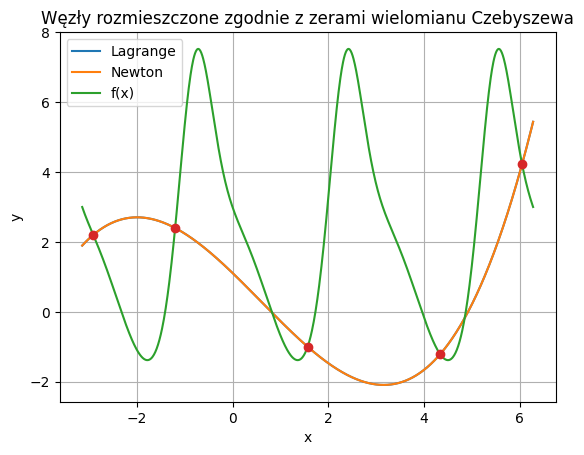 Węzły rozmieszczone zgodnie z zerami wielomianu Czebyszewa
Lagrange
Newton
f(x)
8
6
4
2
0
−2
y
−2
0
2
4
6
x